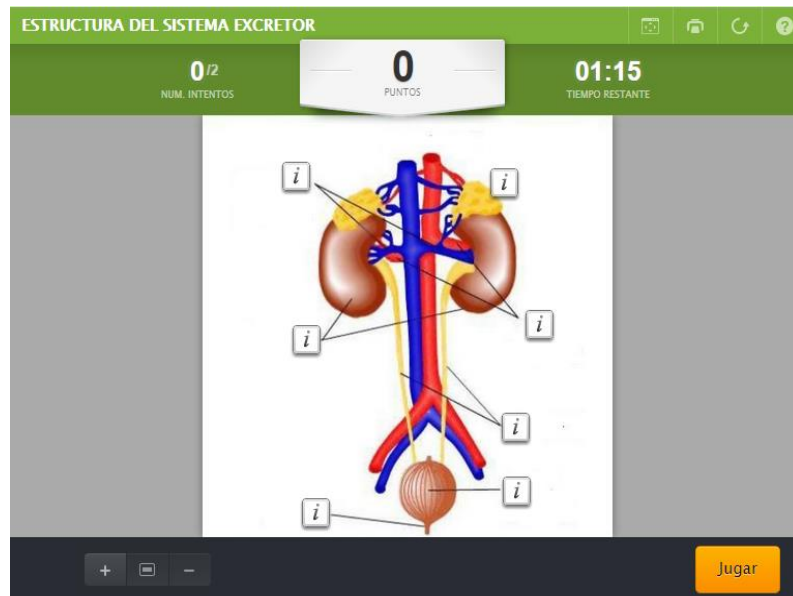 ESTRUCTURA DEL SISTEMA EXCRETOR
?
0/2
NUM. INTENTOS
0
PUNTOS
01:15
TIEMPO RESTANTE
i
i
i
i
i
i
i
+
−
Jugar